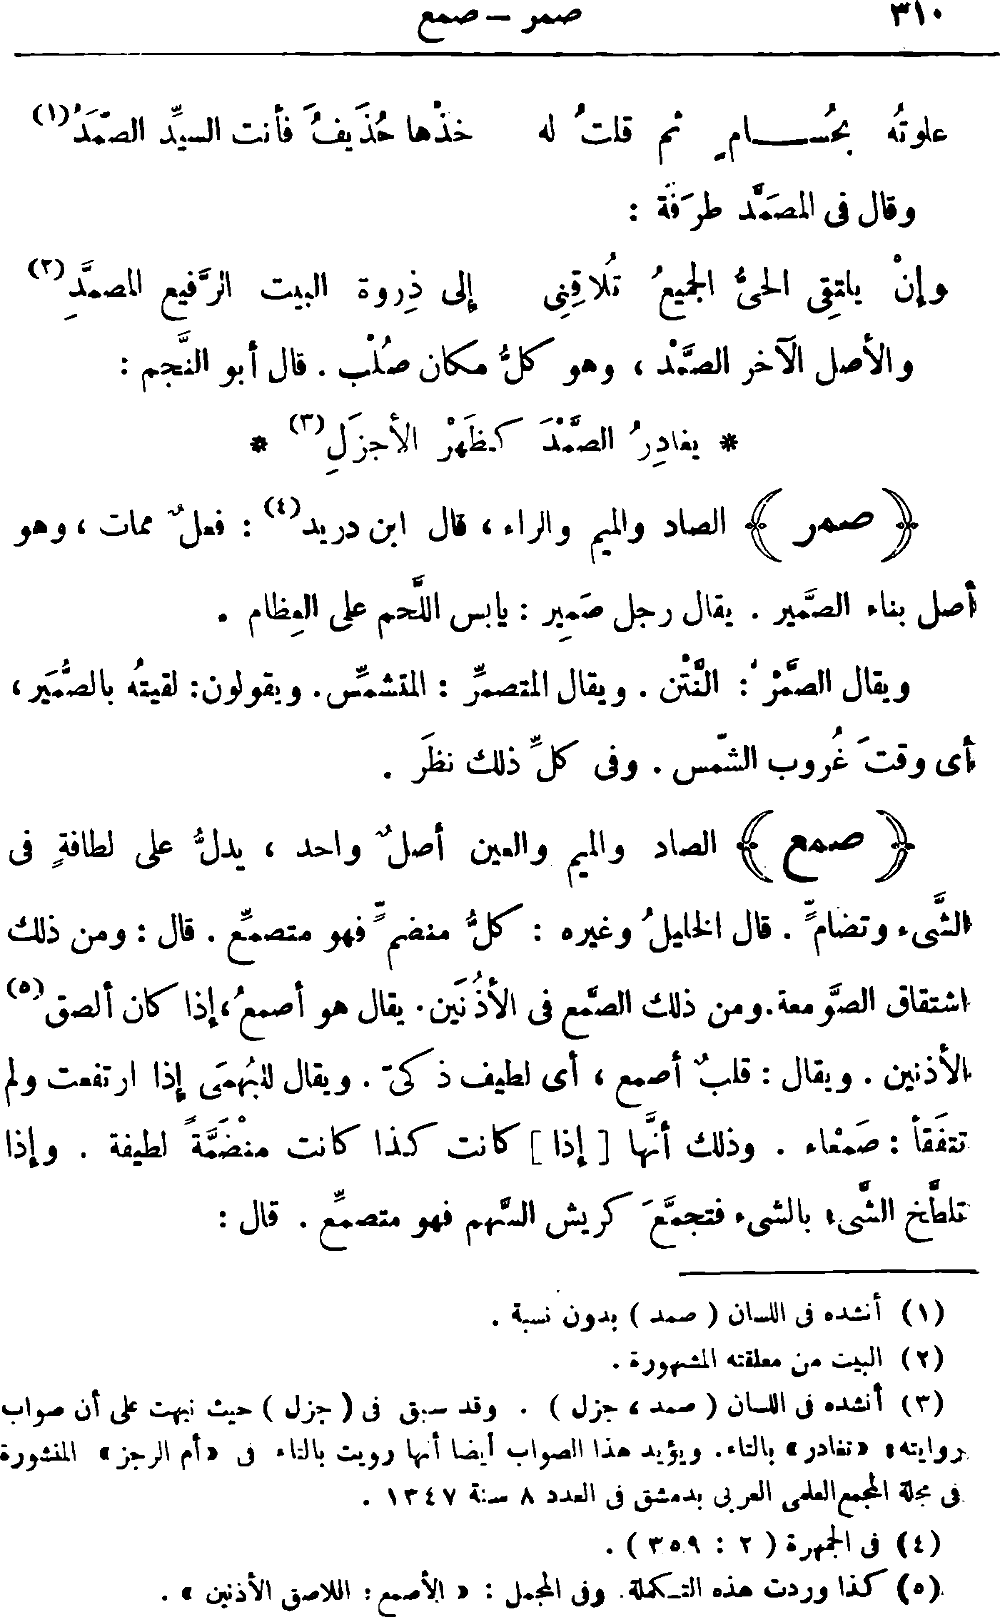 ٣١٠ صمر – صمع
علوتُه بحُســـام ٍ ثم قلتُ له خذْها حُذَيفُ فأنت السيِّد الصّمَدُ(١)
وقال فى المصَمَّد طرَفَة :
وإنْ يلتقِى الحىُّ الجميعُ تُلاقِنِى إلى ذِروة البيت الرَّفيع المصمَّدِ(٢)
والأصل الآخر الصَّمْد ، وهو كلُّ مكان صُلْب . قال أبو النَّجم :
* يغادِرُ الصَّمْدَ كظَهْرِ الأجزَلِ(٣) *
﴿ صمر ﴾ الصاد والميم والراء ، قال ابن دريد(٤) : فعلٌ ممات ، وهو
أصل بناء الصَّمير . يقال رجل صَمِير : يابس اللَّحم على العِظام .
ويقال الصَّمْرُ : النَّتْن . ويقال المتصمِّر : المتشمِّس . ويقولون : لقيتُه بالصُّمَير ،
أى وقتَ غُروب الشّمس . وفى كلِّ ذلك نظَر .
﴿ صمع ﴾ الصاد والميم والعين أصلٌ واحد ، يدلُّ على لطافةٍ فى
الشَّىء وتضامٍّ . قال الخليلُ وغيره : كلُّ منضمٍّ فهو متصمِّع . قال : ومن ذلك
اشتقاق الصَّومعة . ومن ذلك الصَّمع فى الأذُنَين . يقال هو أصمعُ ، إذا كان ألصق(٥)
الأذنين . ويقال : قلبٌ أصمع ، أى لطيف ذكىّ . ويقال للبُهمَى إذا ارتفعت ولم
تتفَقأ : صَمْعاء . وذلك أنَّها [ إذا ] كانت كذا كانت منْضَمَّةً لطيفة . وإذا
تلطَّخ الشَّىء بالشىء فتجمَّعَ كريش السَّهم فهو متصمِّع . قال :
(١) أنشده فى اللسان ( صمد ) بدون نسبة .
(٢) البيت من معلقته المشهورة .
(٣) أنشده فى اللسان ( صمد ، جزل ) . وقد سبق فى ( جزل ) حيث نبهت على أن صواب
روايته « تغادر » بالتاء . ويؤيد هذا الصواب أيضا أنها رويت بالتاء فى « أم الرجز » المنشورة
فى مجلة المجمع العلمى العربى بدمشق فى العدد ٨ سنة ١٣٤٧ .
(٤) فى الجمهرة ( ٢ : ٣٥٩ ) .
(٥) كذا وردت هذه التكملة . وفى المجمل : « الأصمع : اللاصق الأذنين » .